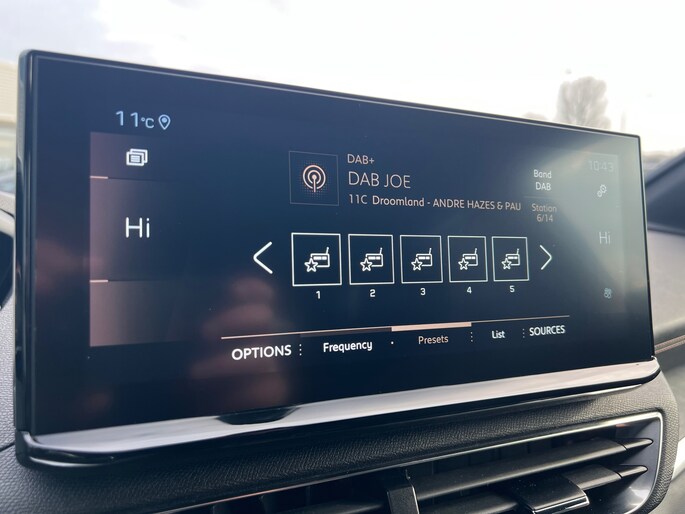 11°C
10:43
DAB+
DAB JOE
11C Droomland - ANDRE HAZES & PAU
Band
DAB
Station
6/14
Hi
Hi
1 2 3 4 5
OPTIONS Frequency Presets List SOURCES